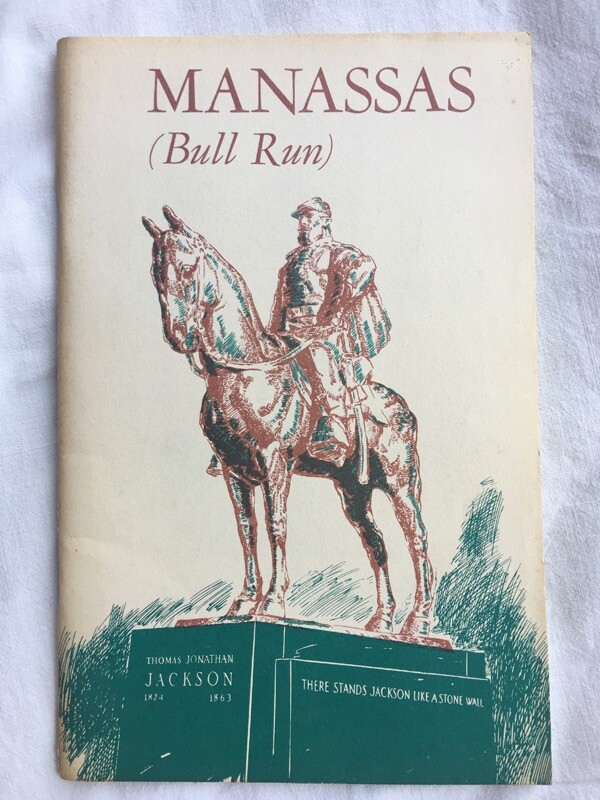 MANASSAS
(Bull Run)
THOMAS JONATHAN
JACKSON
1824 1863
THERE STANDS JACKSON LIKE A STONE WALL